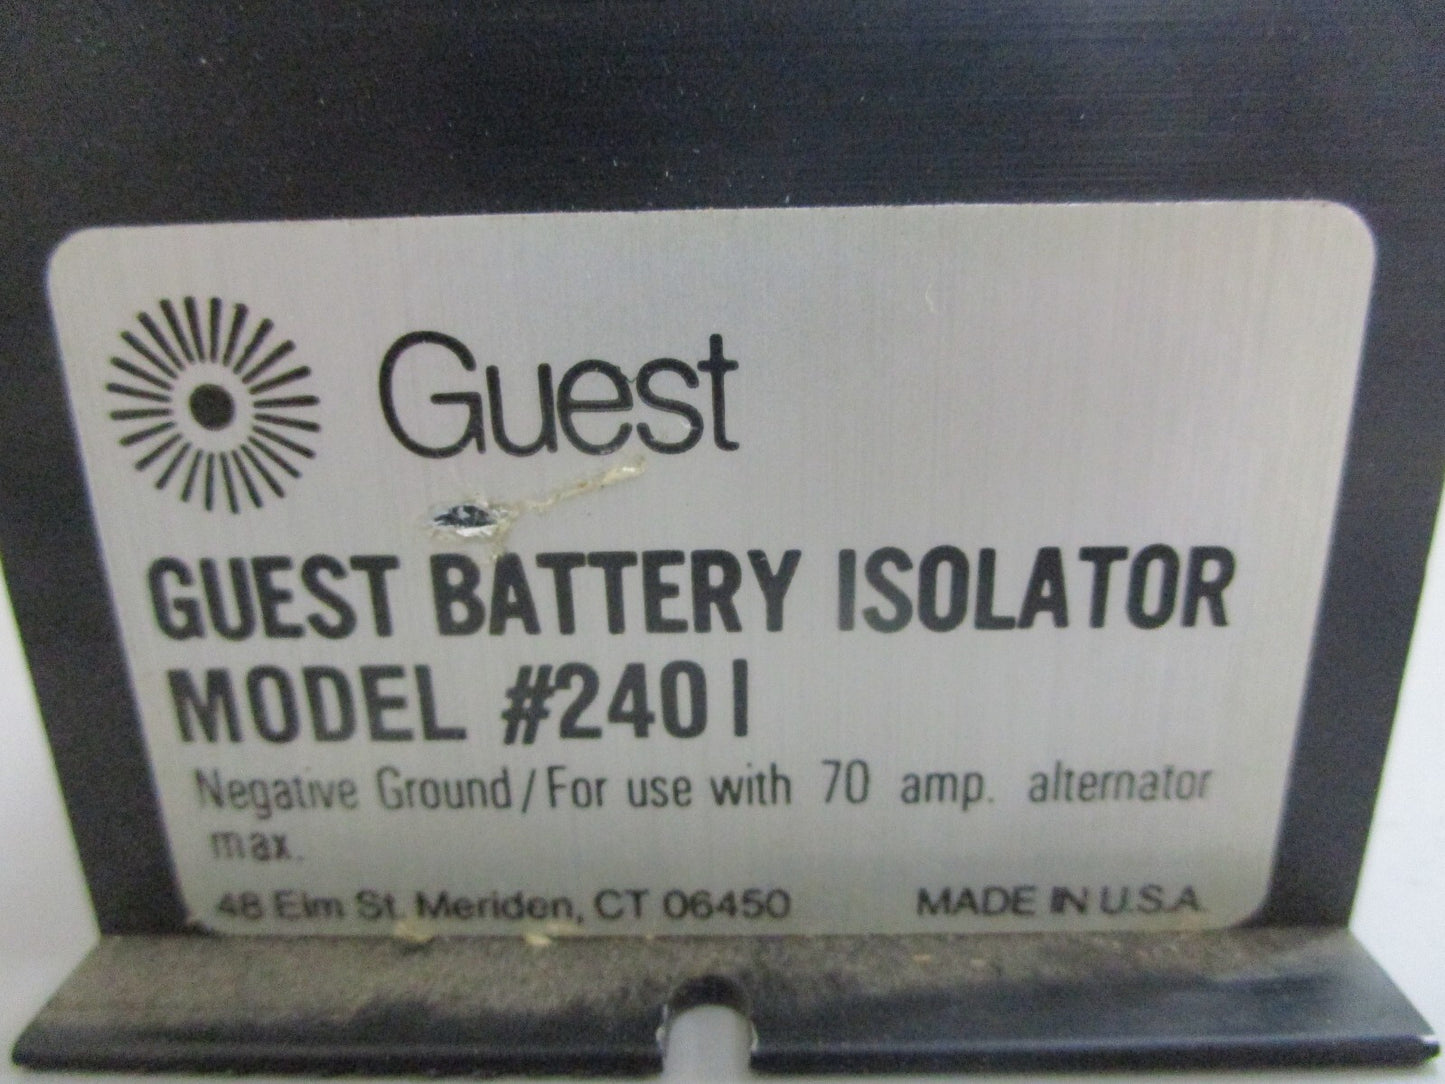 Guest
GUEST BATTERY ISOLATOR
MODEL #2401
Negative Ground/For use with 70 amp. alternator
max.
48 Elm St. Meriden, CT 06450 MADE IN U.S.A.